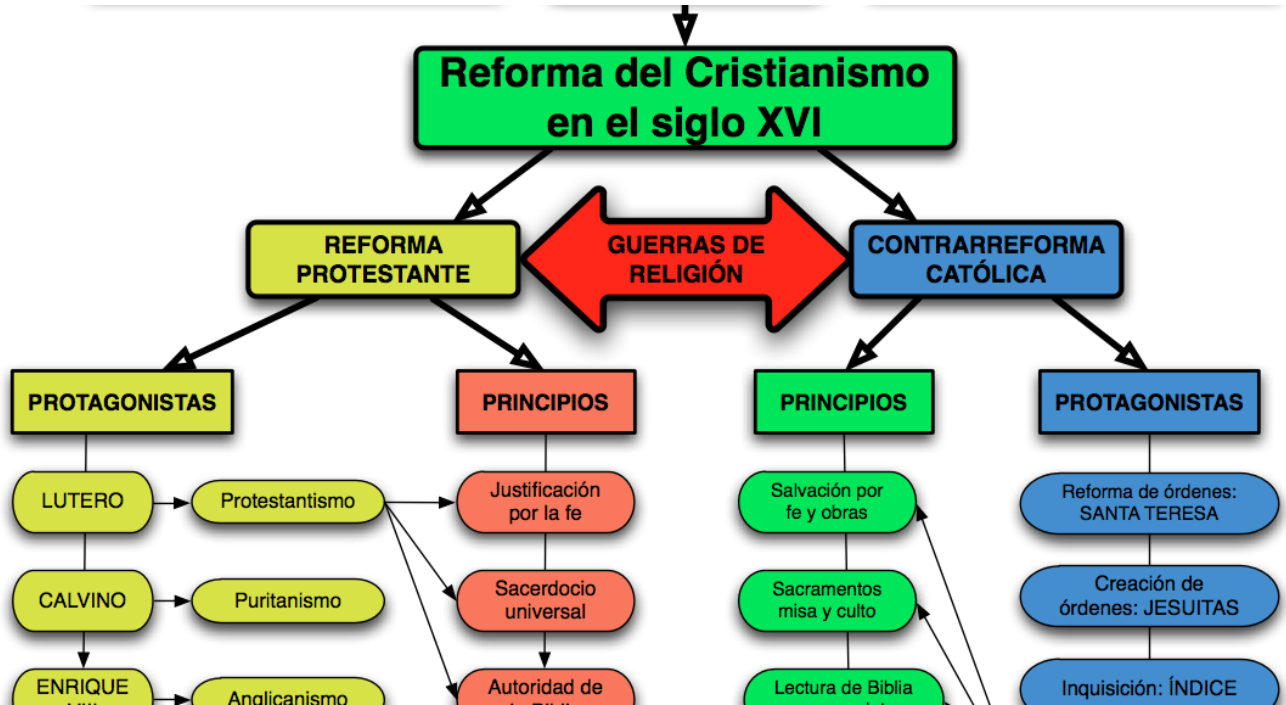 Reforma del Cristianismo
en el siglo XVI
REFORMA
PROTESTANTE
GUERRAS DE
RELIGIÓN
CONTRARREFORMA
CATÓLICA
PROTAGONISTAS
PRINCIPIOS
PRINCIPIOS
PROTAGONISTAS
LUTERO
Protestantismo
Justificación
por la fe
Salvación por
fe y obras
Reforma de órdenes:
SANTA TERESA
CALVINO
Puritanismo
Sacerdocio
universal
Sacramentos
misa y culto
Creación de
órdenes: JESUITAS
ENRIQUE
Anglicanismo
Autoridad de
Lectura de Biblia
Inquisición: ÍNDICE